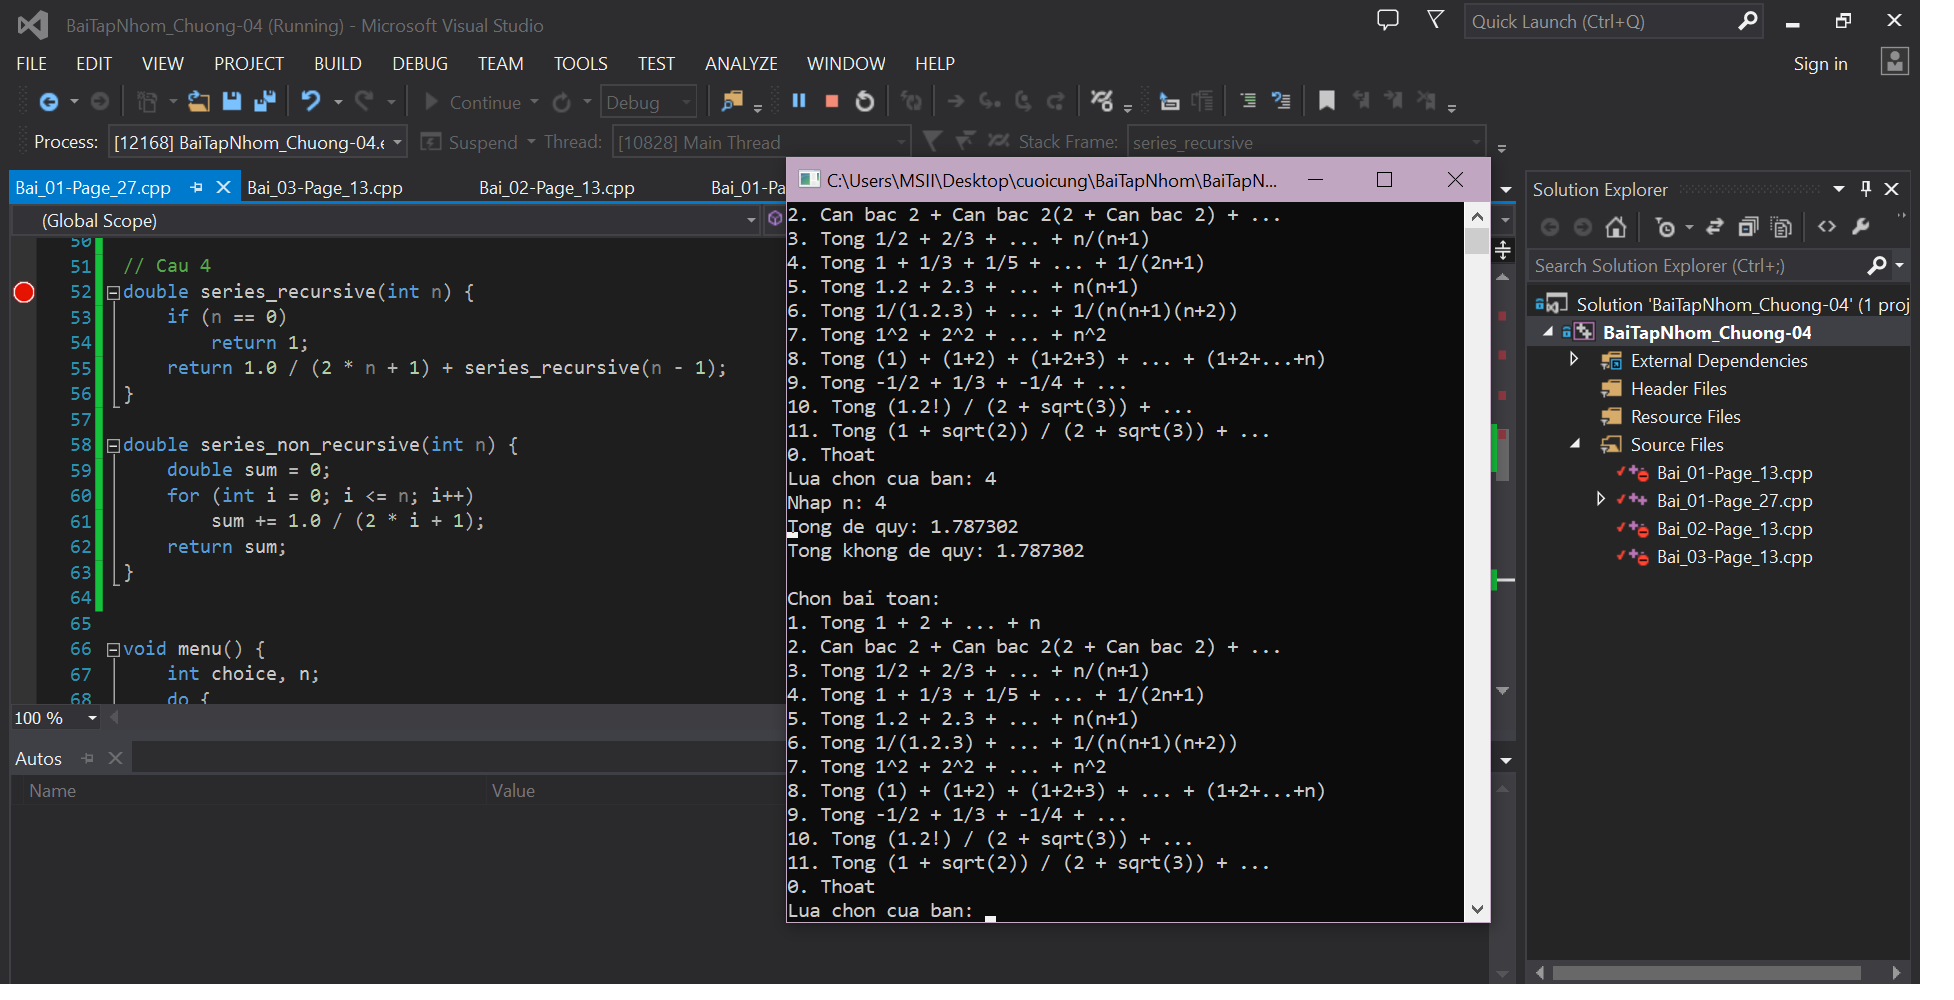 BaiTapNhom_Chuong-04 (Running) - Microsoft Visual Studio
Quick Launch (Ctrl+Q)
FILE EDIT VIEW PROJECT BUILD DEBUG TEAM TOOLS TEST ANALYZE WINDOW HELP
Sign in
Continue
Debug
Process: [12168] BaiTapNhom_Chuong-04.e
Suspend
Thread: [10828] Main Thread
Stack Frame: series_recursive
Bai_01-Page_27.cpp
Bai_03-Page_13.cpp
Bai_02-Page_13.cpp
Bai_01-Pa
(Global Scope)
50
51 // Cau 4
52 double series_recursive(int n) {
53 if (n == 0)
54 return 1;
55 return 1.0 / (2 * n + 1) + series_recursive(n - 1);
56 }
57
58 double series_non_recursive(int n) {
59 double sum = 0;
60 for (int i = 0; i <= n; i++)
61 sum += 1.0 / (2 * i + 1);
62 return sum;
63 }
64
65
66 void menu() {
67 int choice, n;
68 do {
100 %
Autos
Name Value
C:\Users\MSII\Desktop\cuoicung\BaiTapNhom\BaiTapN...
2. Can bac 2 + Can bac 2(2 + Can bac 2) + ...
3. Tong 1/2 + 2/3 + ... + n/(n+1)
4. Tong 1 + 1/3 + 1/5 + ... + 1/(2n+1)
5. Tong 1.2 + 2.3 + ... + n(n+1)
6. Tong 1/(1.2.3) + ... + 1/(n(n+1)(n+2))
7. Tong 1^2 + 2^2 + ... + n^2
8. Tong (1) + (1+2) + (1+2+3) + ... + (1+2+...+n)
9. Tong -1/2 + 1/3 + -1/4 + ...
10. Tong (1.2!) / (2 + sqrt(3)) + ...
11. Tong (1 + sqrt(2)) / (2 + sqrt(3)) + ...
0. Thoat
Lua chon cua ban: 4
Nhap n: 4
Tong de quy: 1.787302
Tong khong de quy: 1.787302
Chon bai toan:
1. Tong 1 + 2 + ... + n
2. Can bac 2 + Can bac 2(2 + Can bac 2) + ...
3. Tong 1/2 + 2/3 + ... + n/(n+1)
4. Tong 1 + 1/3 + 1/5 + ... + 1/(2n+1)
5. Tong 1.2 + 2.3 + ... + n(n+1)
6. Tong 1/(1.2.3) + ... + 1/(n(n+1)(n+2))
7. Tong 1^2 + 2^2 + ... + n^2
8. Tong (1) + (1+2) + (1+2+3) + ... + (1+2+...+n)
9. Tong -1/2 + 1/3 + -1/4 + ...
10. Tong (1.2!) / (2 + sqrt(3)) + ...
11. Tong (1 + sqrt(2)) / (2 + sqrt(3)) + ...
0. Thoat
Lua chon cua ban:
Solution Explorer
Search Solution Explorer (Ctrl+;)
Solution 'BaiTapNhom_Chuong-04' (1 proj
BaiTapNhom_Chuong-04
External Dependencies
Header Files
Resource Files
Source Files
Bai_01-Page_13.cpp
Bai_01-Page_27.cpp
Bai_02-Page_13.cpp
Bai_03-Page_13.cpp